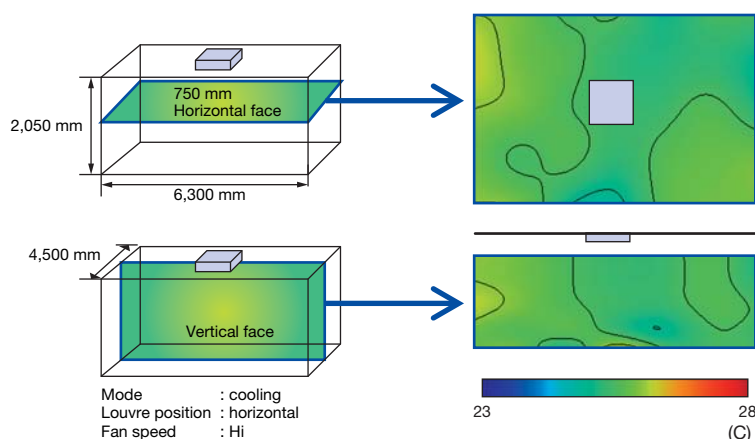 750 mm
Horizontal face
2,050 mm
6,300 mm
4,500 mm
Vertical face
Mode : cooling
Louvre position : horizontal
Fan speed : Hi
23 28
(C)